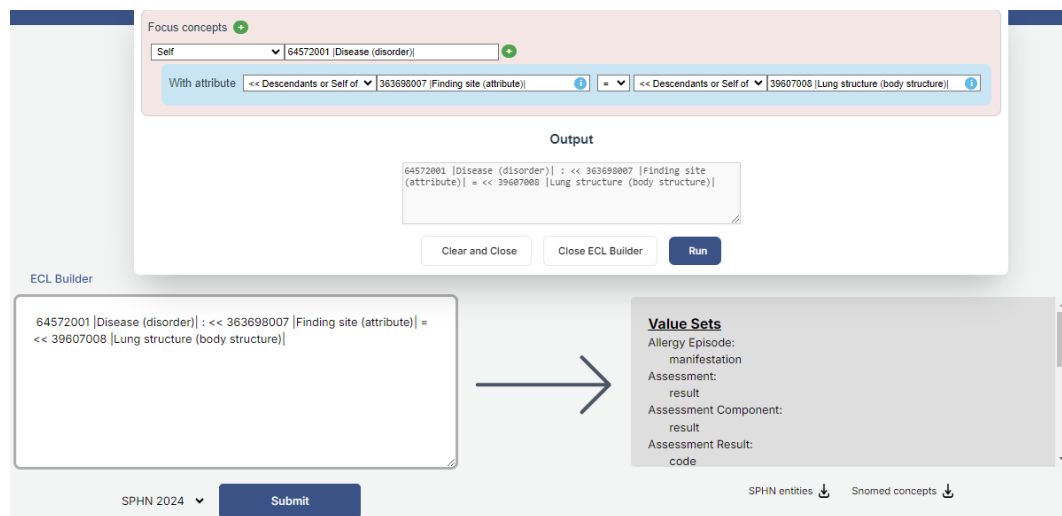 Focus concepts
Self 64572001 |Disease (disorder)|
With attribute << Descendants or Self of 363698007 |Finding site (attribute)| = << Descendants or Self of 39607008 |Lung structure (body structure)|
Output
64572001 |Disease (disorder)| : << 363698007 |Finding site
(attribute)| = << 39607008 |Lung structure (body structure)|
Clear and Close Close ECL Builder Run
ECL Builder
64572001 |Disease (disorder)| : << 363698007 |Finding site (attribute)| =
<< 39607008 |Lung structure (body structure)|
Value Sets
Allergy Episode:
manifestation
Assessment:
result
Assessment Component:
result
Assessment Result:
code
SPHN 2024 Submit
SPHN entities Snomed concepts